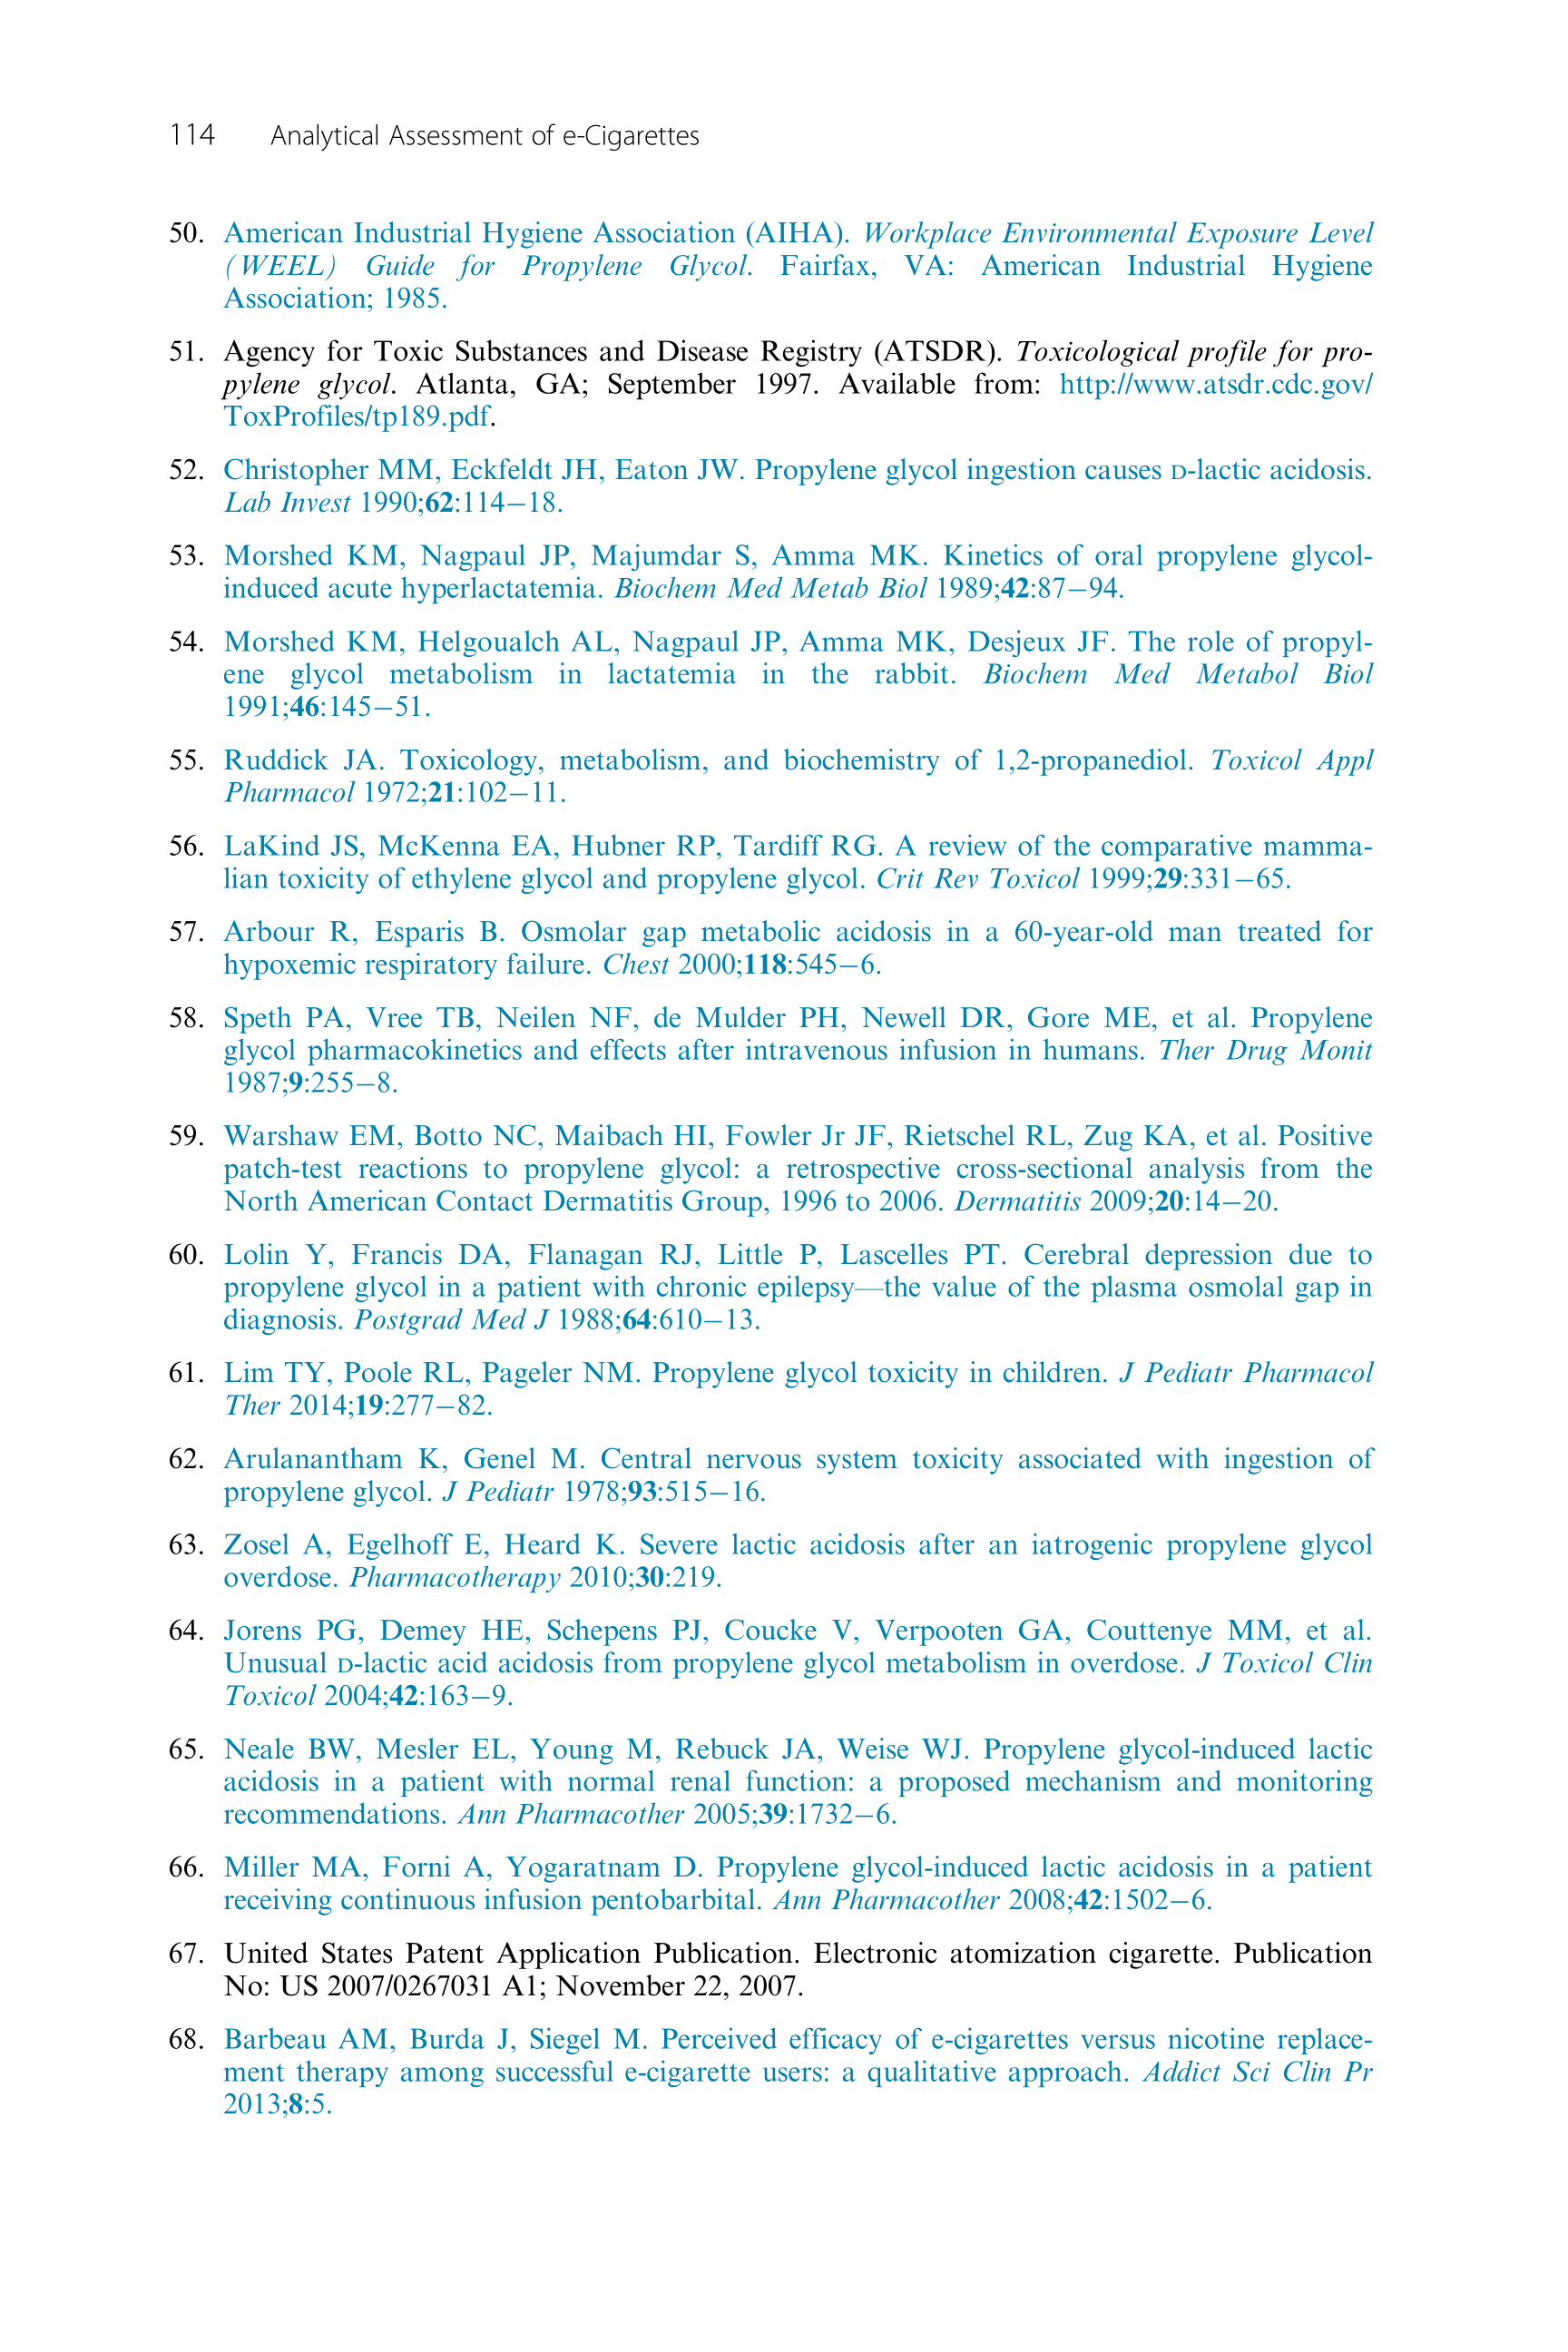 114 Analytical Assessment of e-Cigarettes
50. American Industrial Hygiene Association (AIHA). Workplace Environmental Exposure Level
(WEEL) Guide for Propylene Glycol. Fairfax, VA: American Industrial Hygiene
Association; 1985.
51. Agency for Toxic Substances and Disease Registry (ATSDR). Toxicological profile for pro-
pylene glycol. Atlanta, GA; September 1997. Available from: http://www.atsdr.cdc.gov/
ToxProfiles/tp189.pdf.
52. Christopher MM, Eckfeldt JH, Eaton JW. Propylene glycol ingestion causes D-lactic acidosis.
Lab Invest 1990;62:114–18.
53. Morshed KM, Nagpaul JP, Majumdar S, Amma MK. Kinetics of oral propylene glycol-
induced acute hyperlactatemia. Biochem Med Metab Biol 1989;42:87–94.
54. Morshed KM, Helgoualch AL, Nagpaul JP, Amma MK, Desjeux JF. The role of propyl-
ene glycol metabolism in lactatemia in the rabbit. Biochem Med Metabol Biol
1991;46:145–51.
55. Ruddick JA. Toxicology, metabolism, and biochemistry of 1,2-propanediol. Toxicol Appl
Pharmacol 1972;21:102–11.
56. LaKind JS, McKenna EA, Hubner RP, Tardiff RG. A review of the comparative mamma-
lian toxicity of ethylene glycol and propylene glycol. Crit Rev Toxicol 1999;29:331–65.
57. Arbour R, Esparis B. Osmolar gap metabolic acidosis in a 60-year-old man treated for
hypoxemic respiratory failure. Chest 2000;118:545–6.
58. Speth PA, Vree TB, Neilen NF, de Mulder PH, Newell DR, Gore ME, et al. Propylene
glycol pharmacokinetics and effects after intravenous infusion in humans. Ther Drug Monit
1987;9:255–8.
59. Warshaw EM, Botto NC, Maibach HI, Fowler Jr JF, Rietschel RL, Zug KA, et al. Positive
patch-test reactions to propylene glycol: a retrospective cross-sectional analysis from the
North American Contact Dermatitis Group, 1996 to 2006. Dermatitis 2009;20:14–20.
60. Lolin Y, Francis DA, Flanagan RJ, Little P, Lascelles PT. Cerebral depression due to
propylene glycol in a patient with chronic epilepsy—the value of the plasma osmolal gap in
diagnosis. Postgrad Med J 1988;64:610–13.
61. Lim TY, Poole RL, Pageler NM. Propylene glycol toxicity in children. J Pediatr Pharmacol
Ther 2014;19:277–82.
62. Arulanantham K, Genel M. Central nervous system toxicity associated with ingestion of
propylene glycol. J Pediatr 1978;93:515–16.
63. Zosel A, Egelhoff E, Heard K. Severe lactic acidosis after an iatrogenic propylene glycol
overdose. Pharmacotherapy 2010;30:219.
64. Jorens PG, Demey HE, Schepens PJ, Coucke V, Verpooten GA, Couttenye MM, et al.
Unusual D-lactic acid acidosis from propylene glycol metabolism in overdose. J Toxicol Clin
Toxicol 2004;42:163–9.
65. Neale BW, Mesler EL, Young M, Rebuck JA, Weise WJ. Propylene glycol-induced lactic
acidosis in a patient with normal renal function: a proposed mechanism and monitoring
recommendations. Ann Pharmacother 2005;39:1732–6.
66. Miller MA, Forni A, Yogaratnam D. Propylene glycol-induced lactic acidosis in a patient
receiving continuous infusion pentobarbital. Ann Pharmacother 2008;42:1502–6.
67. United States Patent Application Publication. Electronic atomization cigarette. Publication
No: US 2007/0267031 A1; November 22, 2007.
68. Barbeau AM, Burda J, Siegel M. Perceived efficacy of e-cigarettes versus nicotine replace-
ment therapy among successful e-cigarette users: a qualitative approach. Addict Sci Clin Pr
2013;8:5.